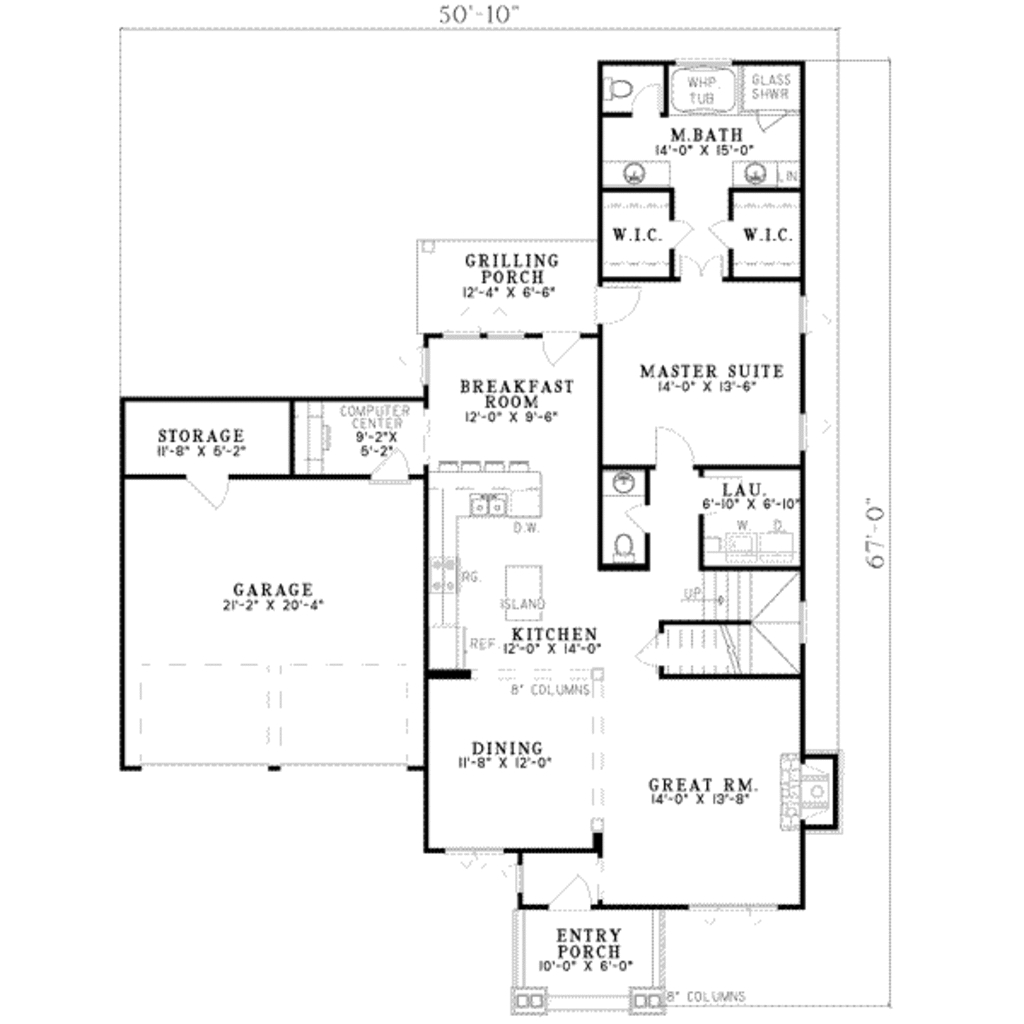 50'-10"
WHP.
TUB
GLASS
SHWR
M.BATH
14'-0" X 15'-0"
LIN.
W.I.C.
W.I.C.
GRILLING
PORCH
12'-4" X 6'-6"
MASTER SUITE
14'-0" X 13'-6"
BREAKFAST
ROOM
12'-0" X 9'-6"
COMPUTER
CENTER
9'-2"X
5'-2"
STORAGE
11'-8" X 5'-2"
LAU.
6'-10" X 6'-10"
W.
D.
D.W.
67'-0"
GARAGE
21'-2" X 20'-4"
RG.
ISLAND
UP
KITCHEN
12'-0" X 14'-0"
REF.
8" COLUMNS
DINING
11'-8" X 12'-0"
GREAT RM.
14'-0" X 13'-8"
ENTRY
PORCH
10'-0" X 6'-0"
8" COLUMNS